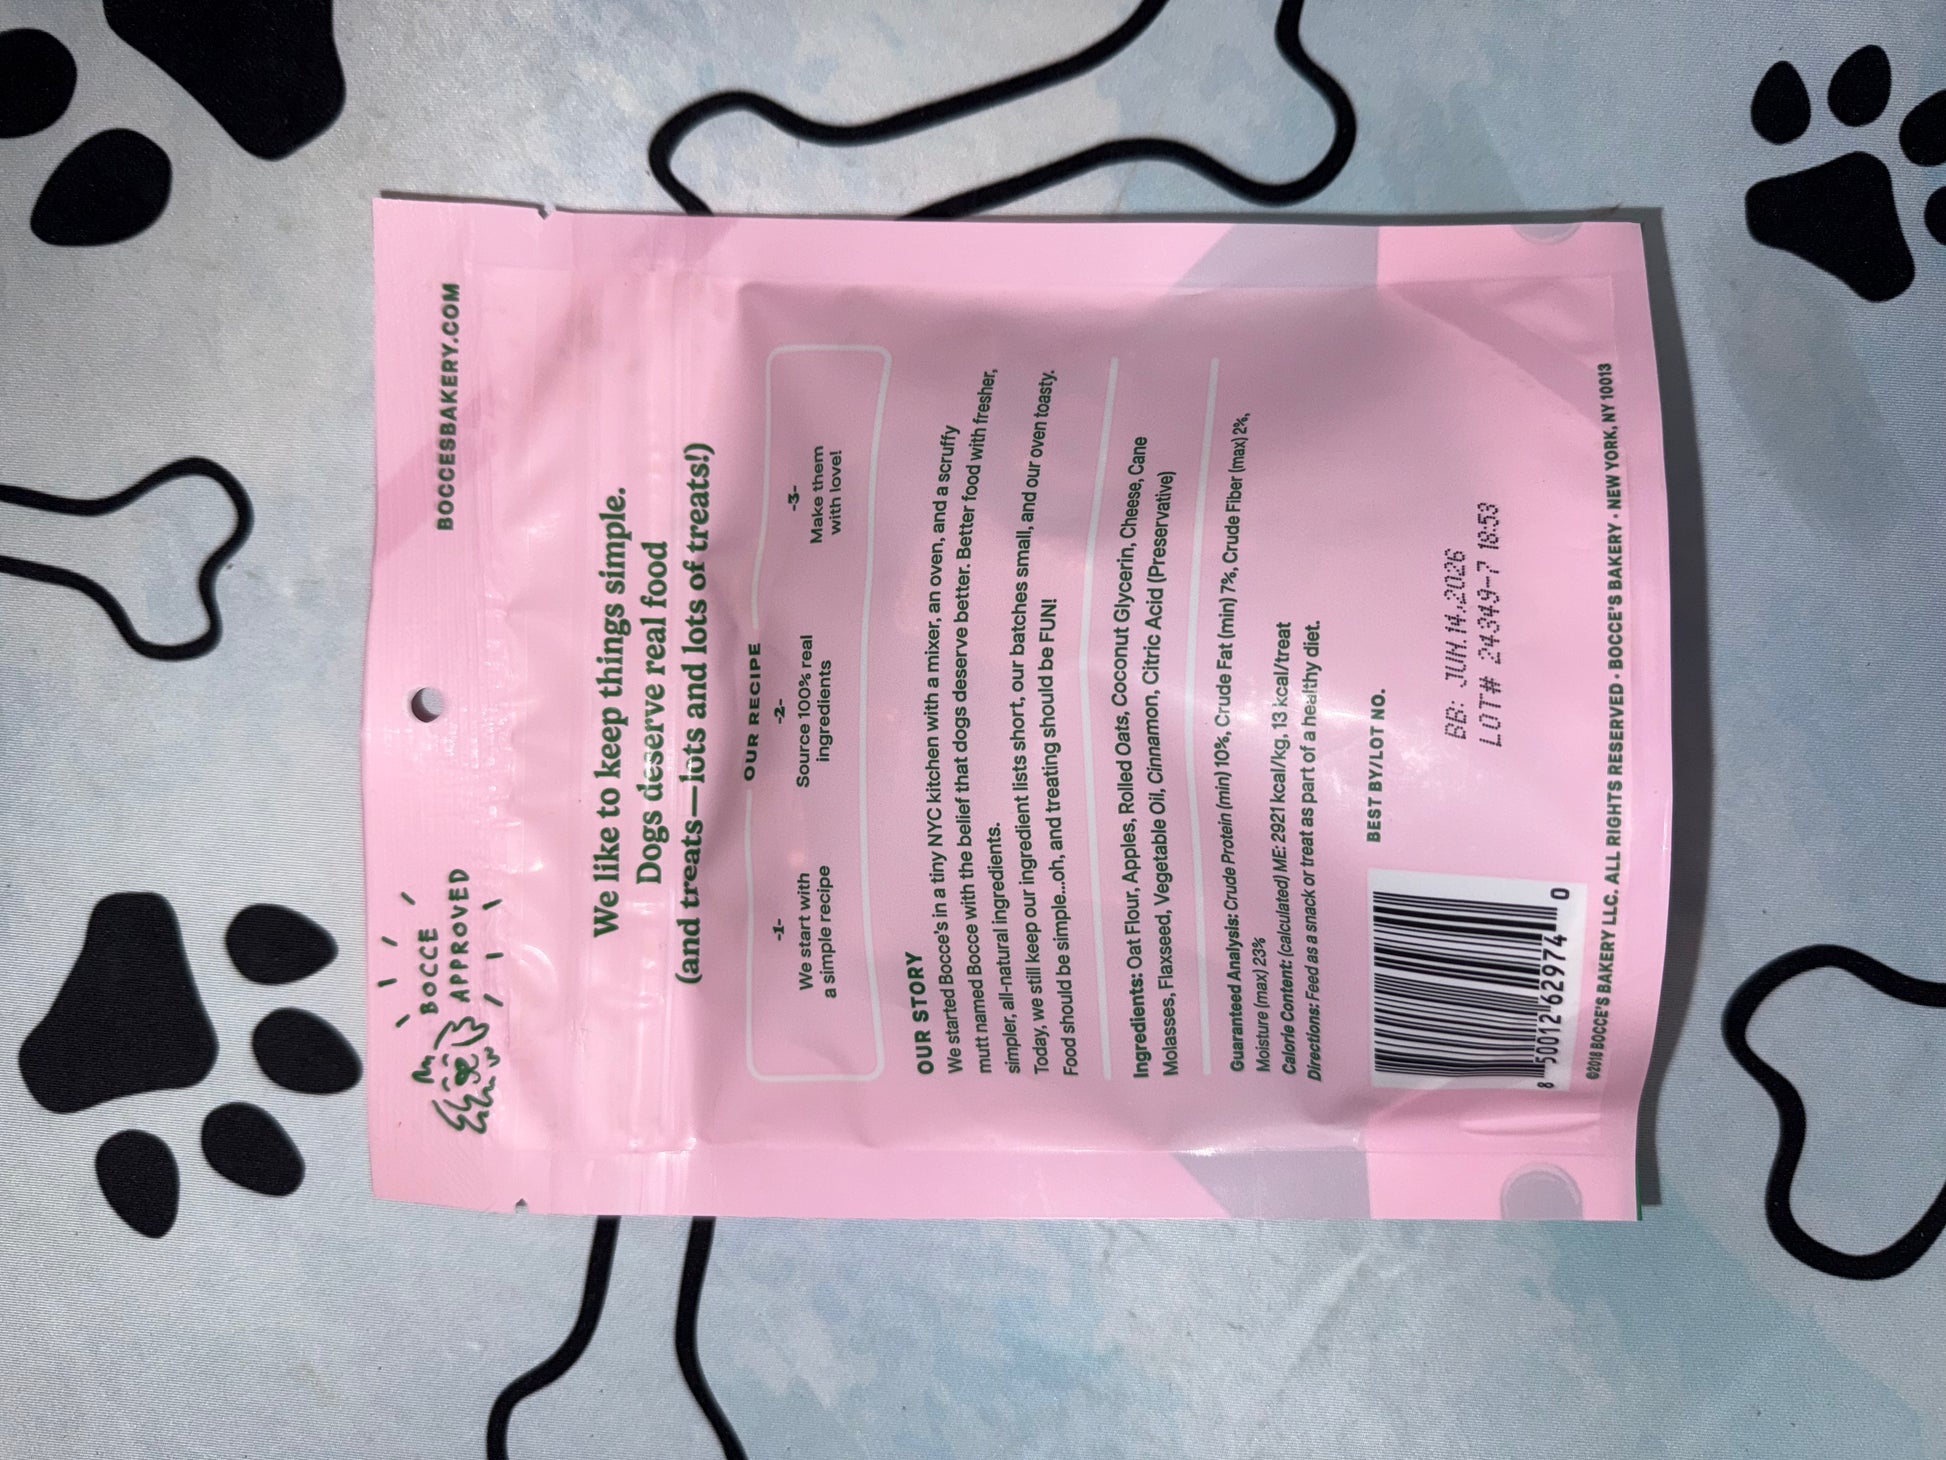 BOCCE
APPROVED
BOCCESBAKERY.COM
We like to keep things simple.
Dogs deserve real food
(and treats—lots and lots of treats!)
OUR RECIPE
-1-
We start with
a simple recipe
-2-
Source 100% real
ingredients
-3-
Make them
with love!
OUR STORY
We started Bocce's in a tiny NYC kitchen with a mixer, an oven, and a scruffy
mutt named Bocce with the belief that dogs deserve better. Better food with fresher,
simpler, all-natural ingredients.
Today, we still keep our ingredient lists short, our batches small, and our oven toasty.
Food should be simple...oh, and treating should be FUN!
Ingredients: Oat Flour, Apples, Rolled Oats, Coconut Glycerin, Cheese, Cane
Molasses, Flaxseed, Vegetable Oil, Cinnamon, Citric Acid (Preservative)
Guaranteed Analysis: Crude Protein (min) 10%, Crude Fat (min) 7%, Crude Fiber (max) 2%,
Moisture (max) 23%
Calorie Content: (calculated) ME: 2921 kcal/kg, 13 kcal/treat
Directions: Feed as a snack or treat as part of a healthy diet.
BEST BY/LOT NO.
BB: JUN.14.2026
LOT# 24349-7 18:53
8 50012 62974 0
©2018 BOCCE'S BAKERY LLC. ALL RIGHTS RESERVED · BOCCE'S BAKERY · NEW YORK, NY 10013